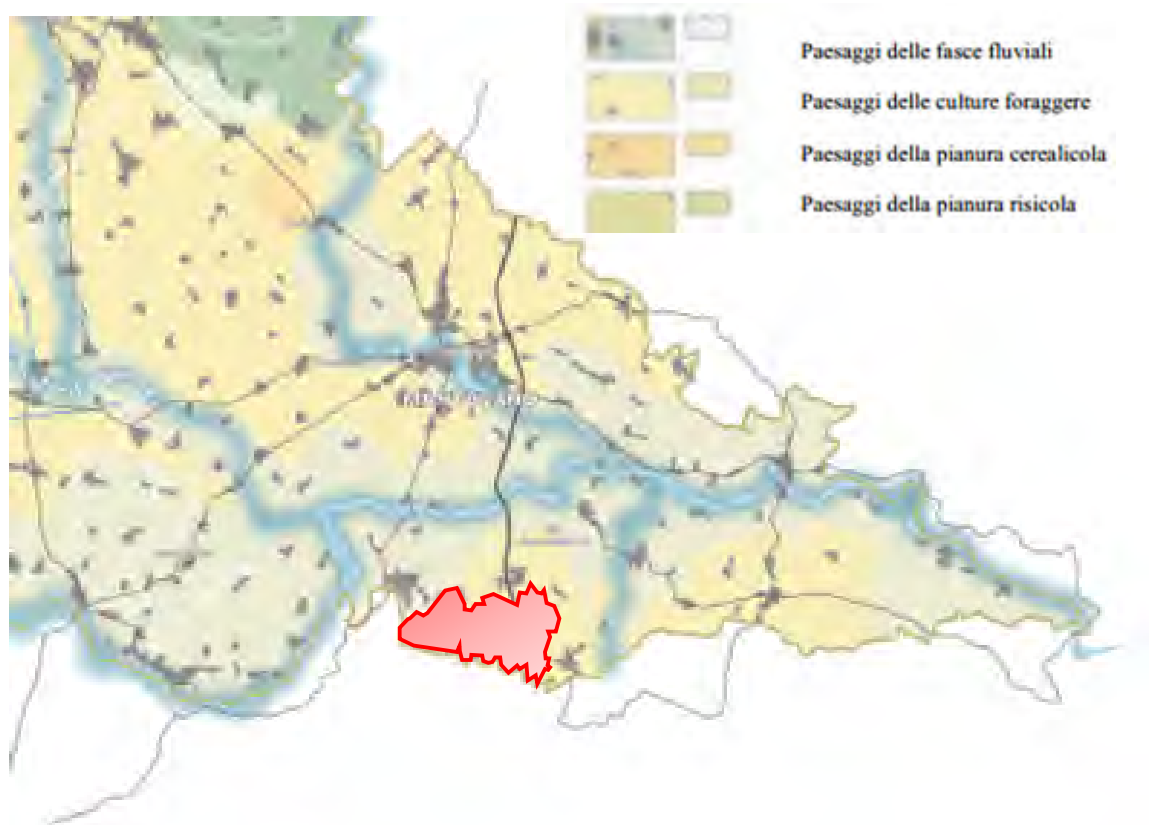 Paesaggi delle fasce fluviali
Paesaggi delle culture foraggere
Paesaggi della pianura cerealicola
Paesaggi della pianura risicola